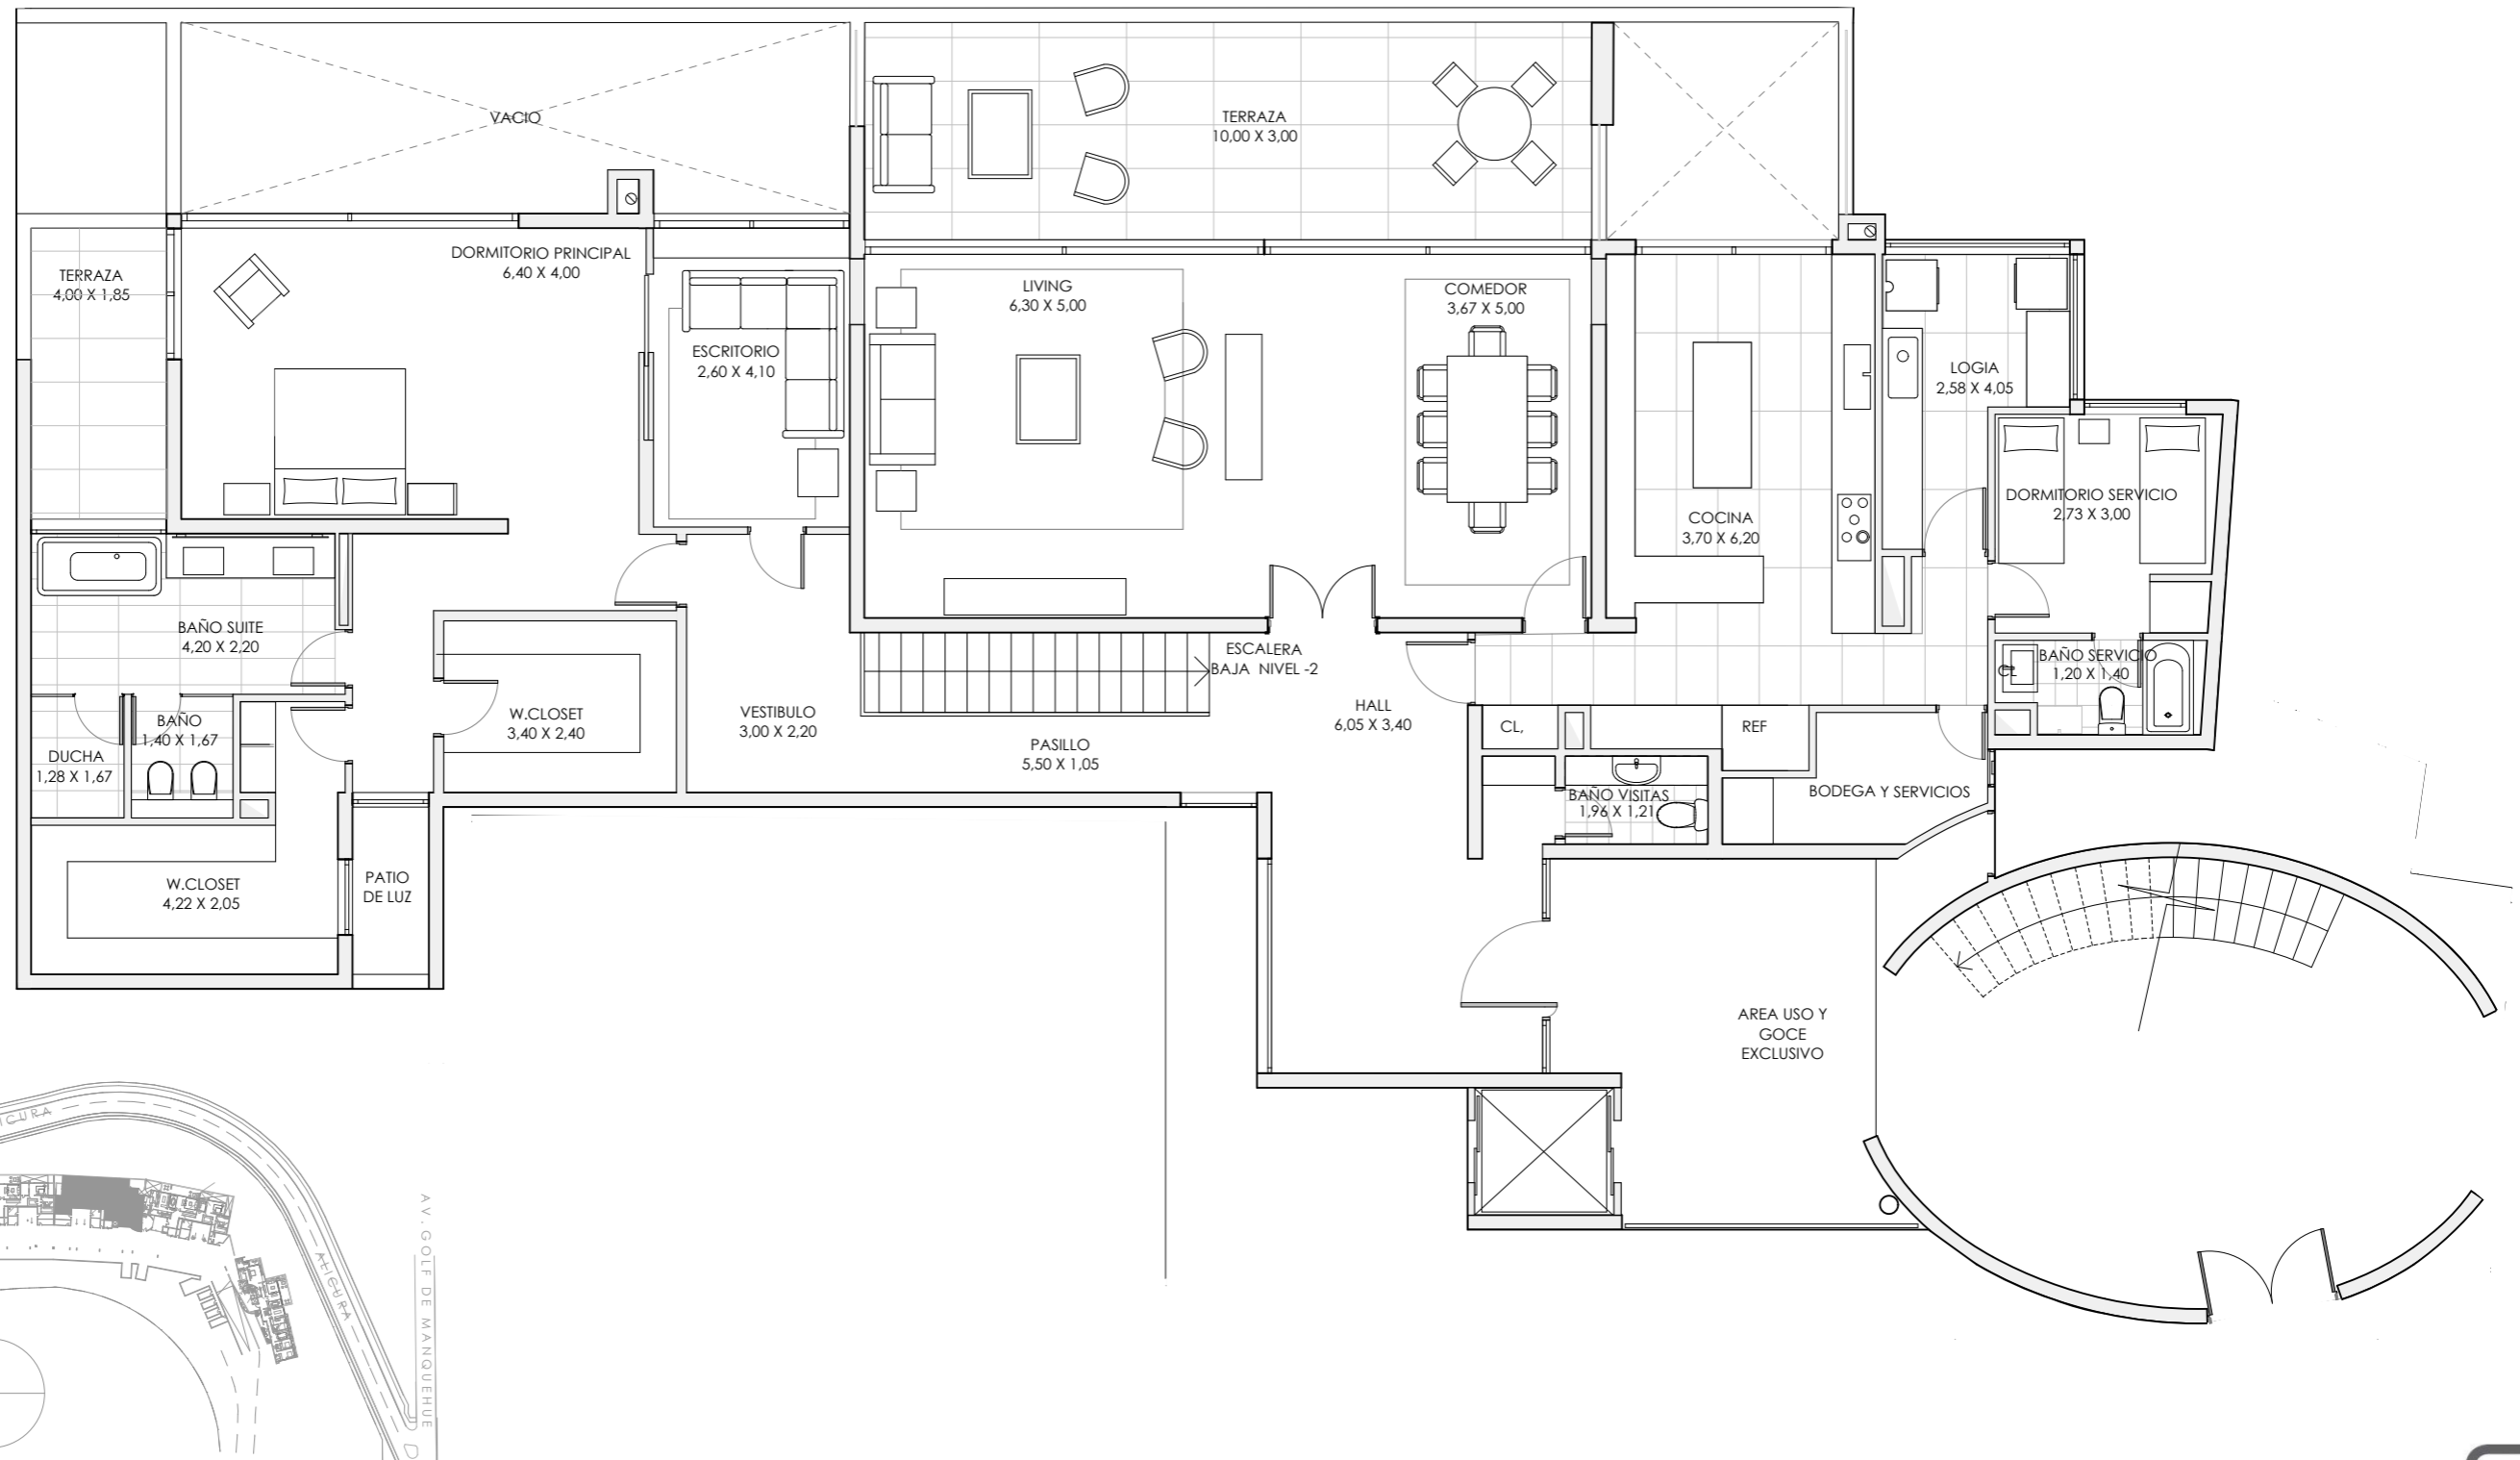 VACIO
TERRAZA
10,00 X 3,00
DORMITORIO PRINCIPAL
6,40 X 4,00
TERRAZA
4,00 X 1,85
LIVING
6,30 X 5,00
COMEDOR
3,67 X 5,00
ESCRITORIO
2,60 X 4,10
LOGIA
2,58 X 4,05
DORMITORIO SERVICIO
2,73 X 3,00
COCINA
3,70 X 6,20
BAÑO SUITE
4,20 X 2,20
ESCALERA
BAJA NIVEL -2
BAÑO SERVICIO
1,20 X 1,40
CL
W.CLOSET
3,40 X 2,40
VESTIBULO
3,00 X 2,20
HALL
6,05 X 3,40
BAÑO
1,40 X 1,67
CL,
REF
PASILLO
5,50 X 1,05
DUCHA
1,28 X 1,67
BAÑO VISITAS
1,96 X 1,21
BODEGA Y SERVICIOS
W.CLOSET
4,22 X 2,05
PATIO
DE LUZ
AREA USO Y
GOCE
EXCLUSIVO
ICURA
ALICURA
AV. GOLF DE MANQUEHUE